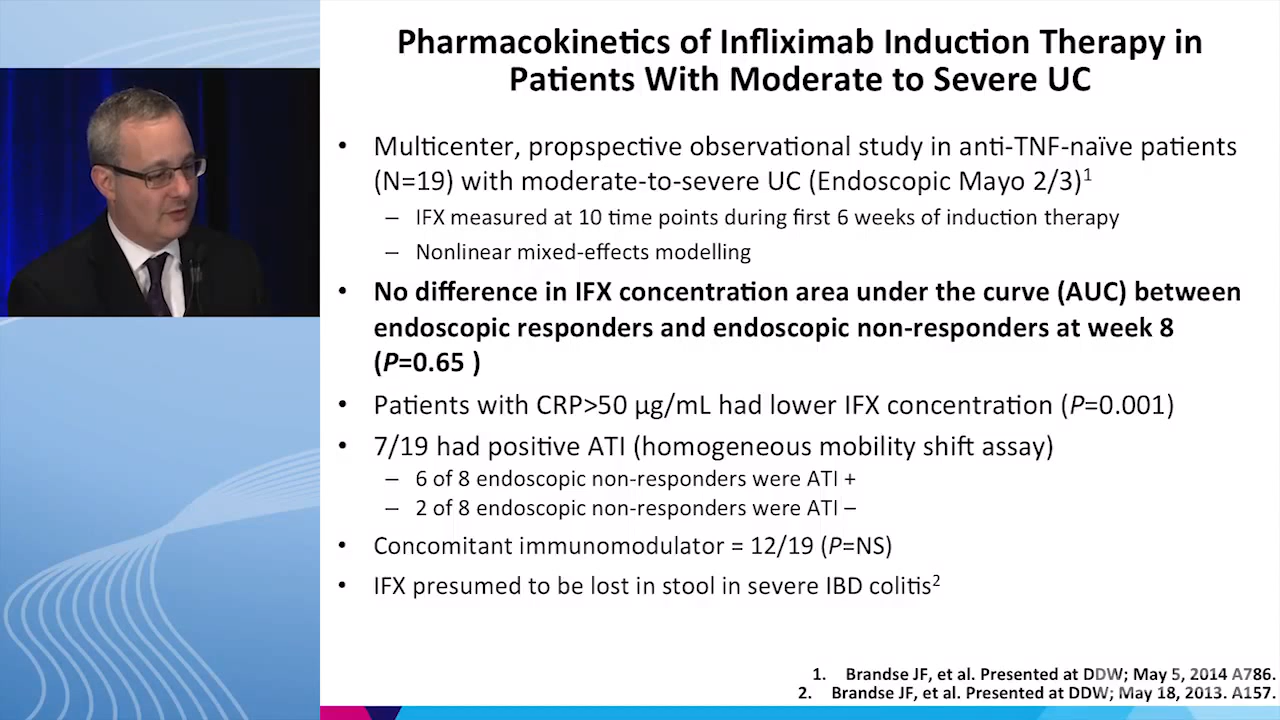 Pharmacokinetics of Infliximab Induction Therapy in
Patients With Moderate to Severe UC
• Multicenter, propspective observational study in anti-TNF-naïve patients
(N=19) with moderate-to-severe UC (Endoscopic Mayo 2/3)1
– IFX measured at 10 time points during first 6 weeks of induction therapy
– Nonlinear mixed-effects modelling
• No difference in IFX concentration area under the curve (AUC) between
endoscopic responders and endoscopic non-responders at week 8
(P=0.65 )
• Patients with CRP>50 μg/mL had lower IFX concentration (P=0.001)
• 7/19 had positive ATI (homogeneous mobility shift assay)
– 6 of 8 endoscopic non-responders were ATI +
– 2 of 8 endoscopic non-responders were ATI –
• Concomitant immunomodulator = 12/19 (P=NS)
• IFX presumed to be lost in stool in severe IBD colitis2
1. Brandse JF, et al. Presented at DDW; May 5, 2014 A786.
2. Brandse JF, et al. Presented at DDW; May 18, 2013. A157.